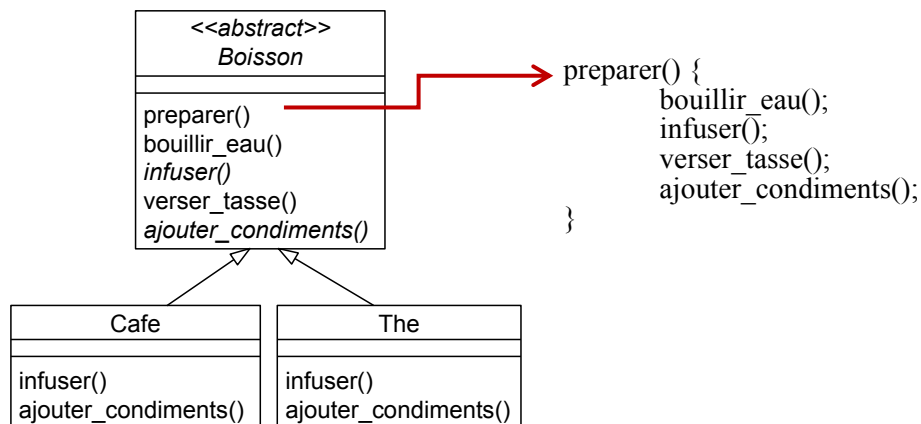 <<abstract>>
Boisson
preparer()
bouillir_eau()
infuser()
verser_tasse()
ajouter_condiments()
preparer() {
bouillir_eau();
infuser();
verser_tasse();
ajouter_condiments();
}
Cafe
infuser()
ajouter_condiments()
The
infuser()
ajouter_condiments()